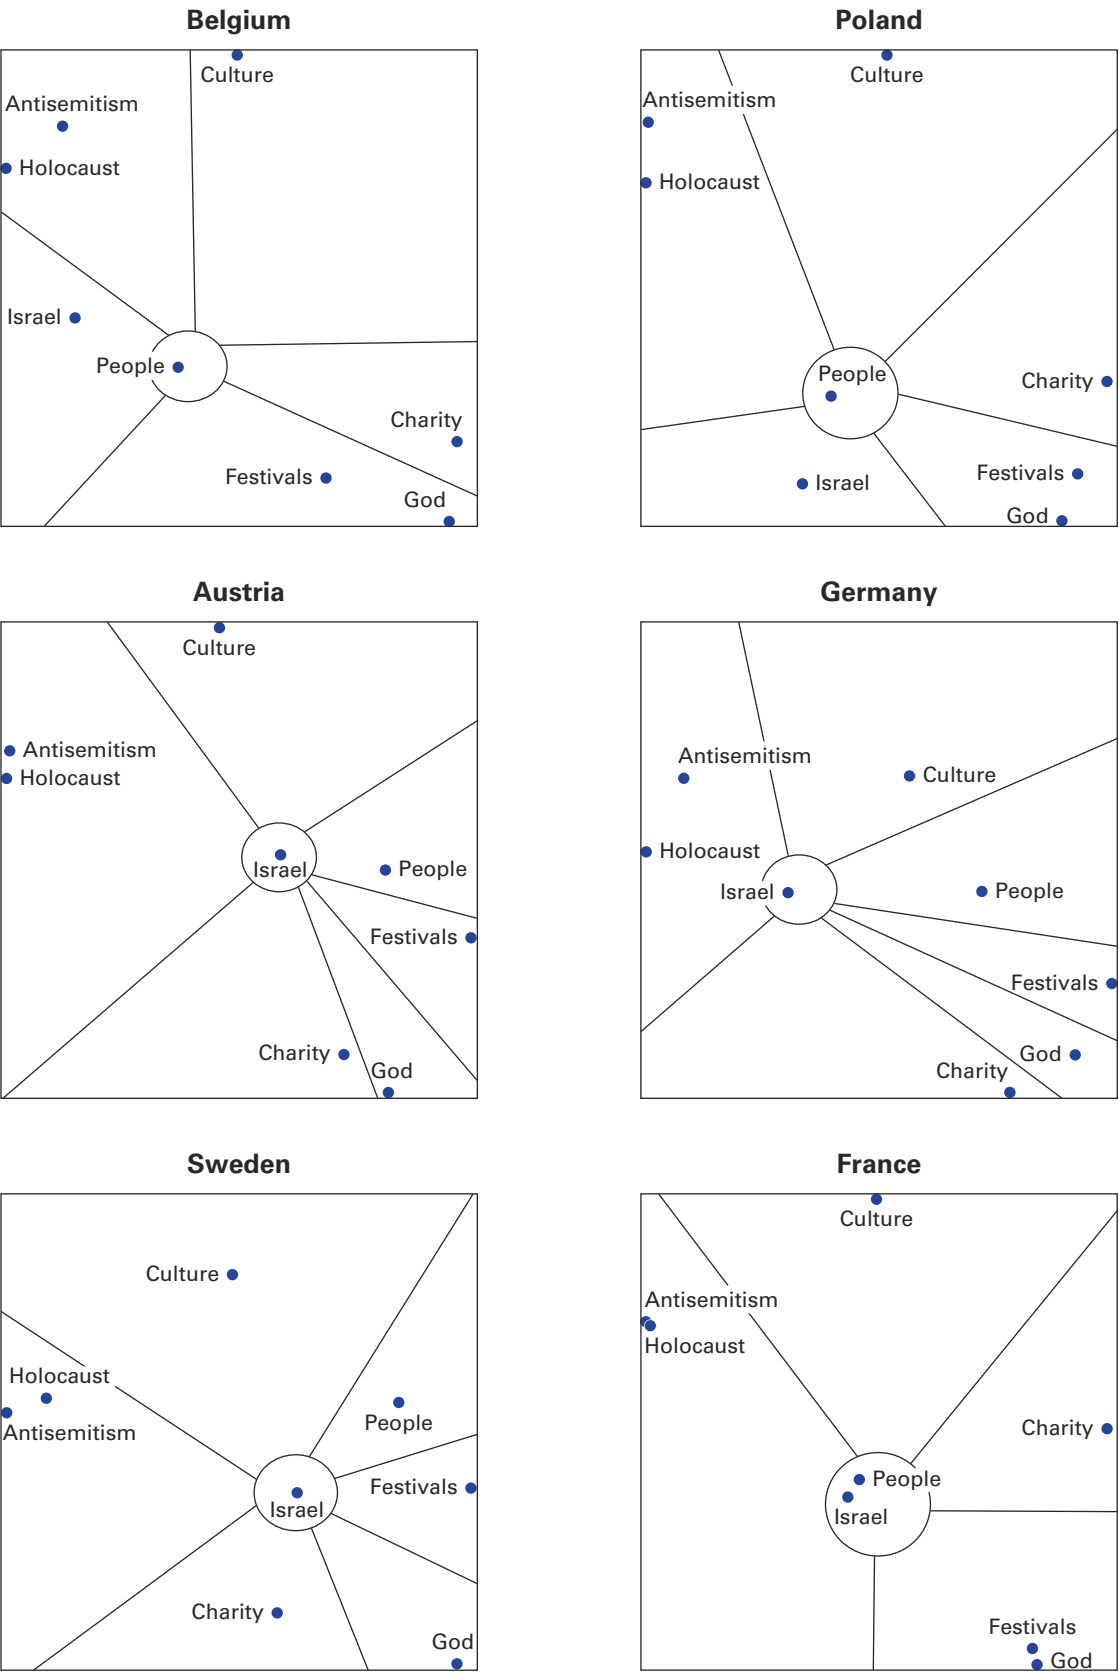 Belgium
Culture
Antisemitism
Holocaust
Israel
People
Charity
Festivals
God
Poland
Culture
Antisemitism
Holocaust
People
Charity
Festivals
Israel
God
Austria
Culture
Antisemitism
Holocaust
Israel
People
Festivals
Charity
God
Germany
Antisemitism
Culture
Holocaust
Israel
People
Festivals
God
Charity
Sweden
Culture
Holocaust
Antisemitism
People
Festivals
Israel
Charity
God
France
Culture
Antisemitism
Holocaust
Charity
People
Israel
Festivals
God